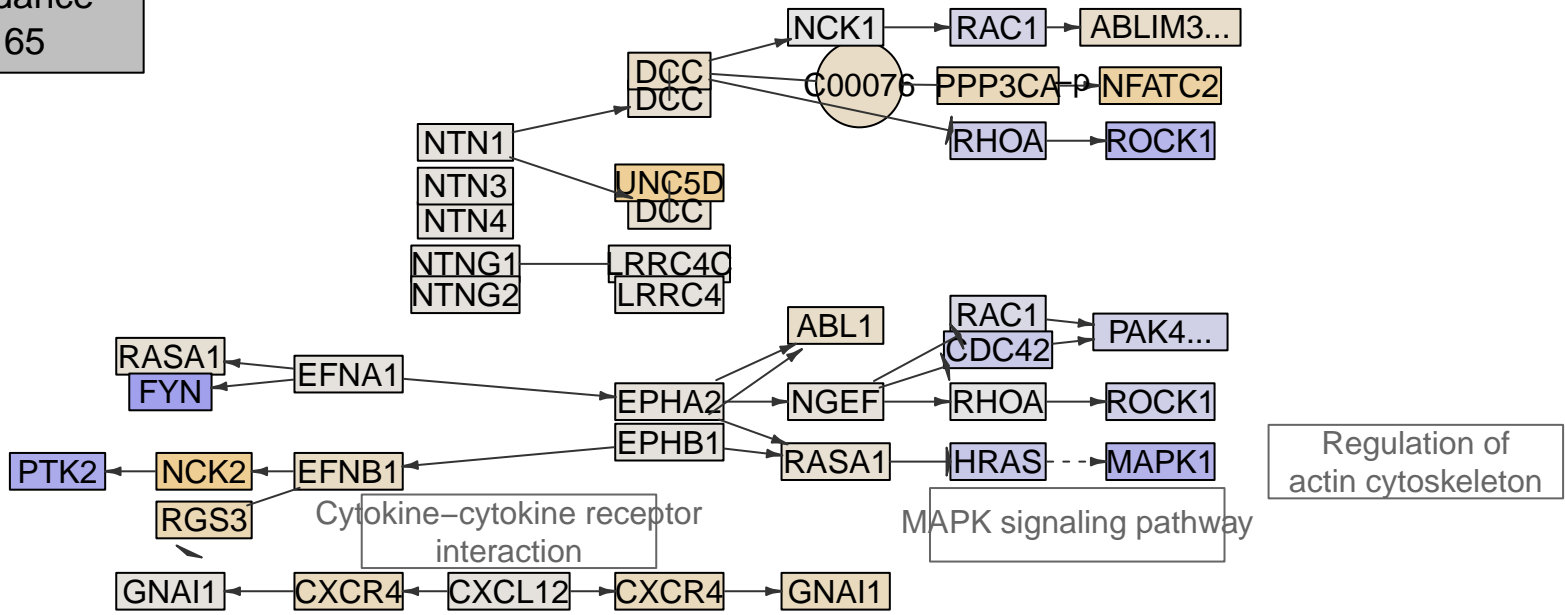 65
NCK1
RAC1
ABLIM3...
DCC
DCC
C00076
PPP3CA
+p
NFATC2
NTN1
RHOA
ROCK1
NTN3
NTN4
UNC5D
DCC
NTNG1
NTNG2
LRRC4C
LRRC4
ABL1
RAC1
CDC42
PAK4...
RASA1
FYN
EFNA1
EPHA2
NGEF
RHOA
ROCK1
EPHB1
RASA1
HRAS
MAPK1
Regulation of
actin cytoskeleton
PTK2
NCK2
EFNB1
RGS3
Cytokine–cytokine receptor
interaction
MAPK signaling pathway
GNAI1
CXCR4
CXCL12
CXCR4
GNAI1